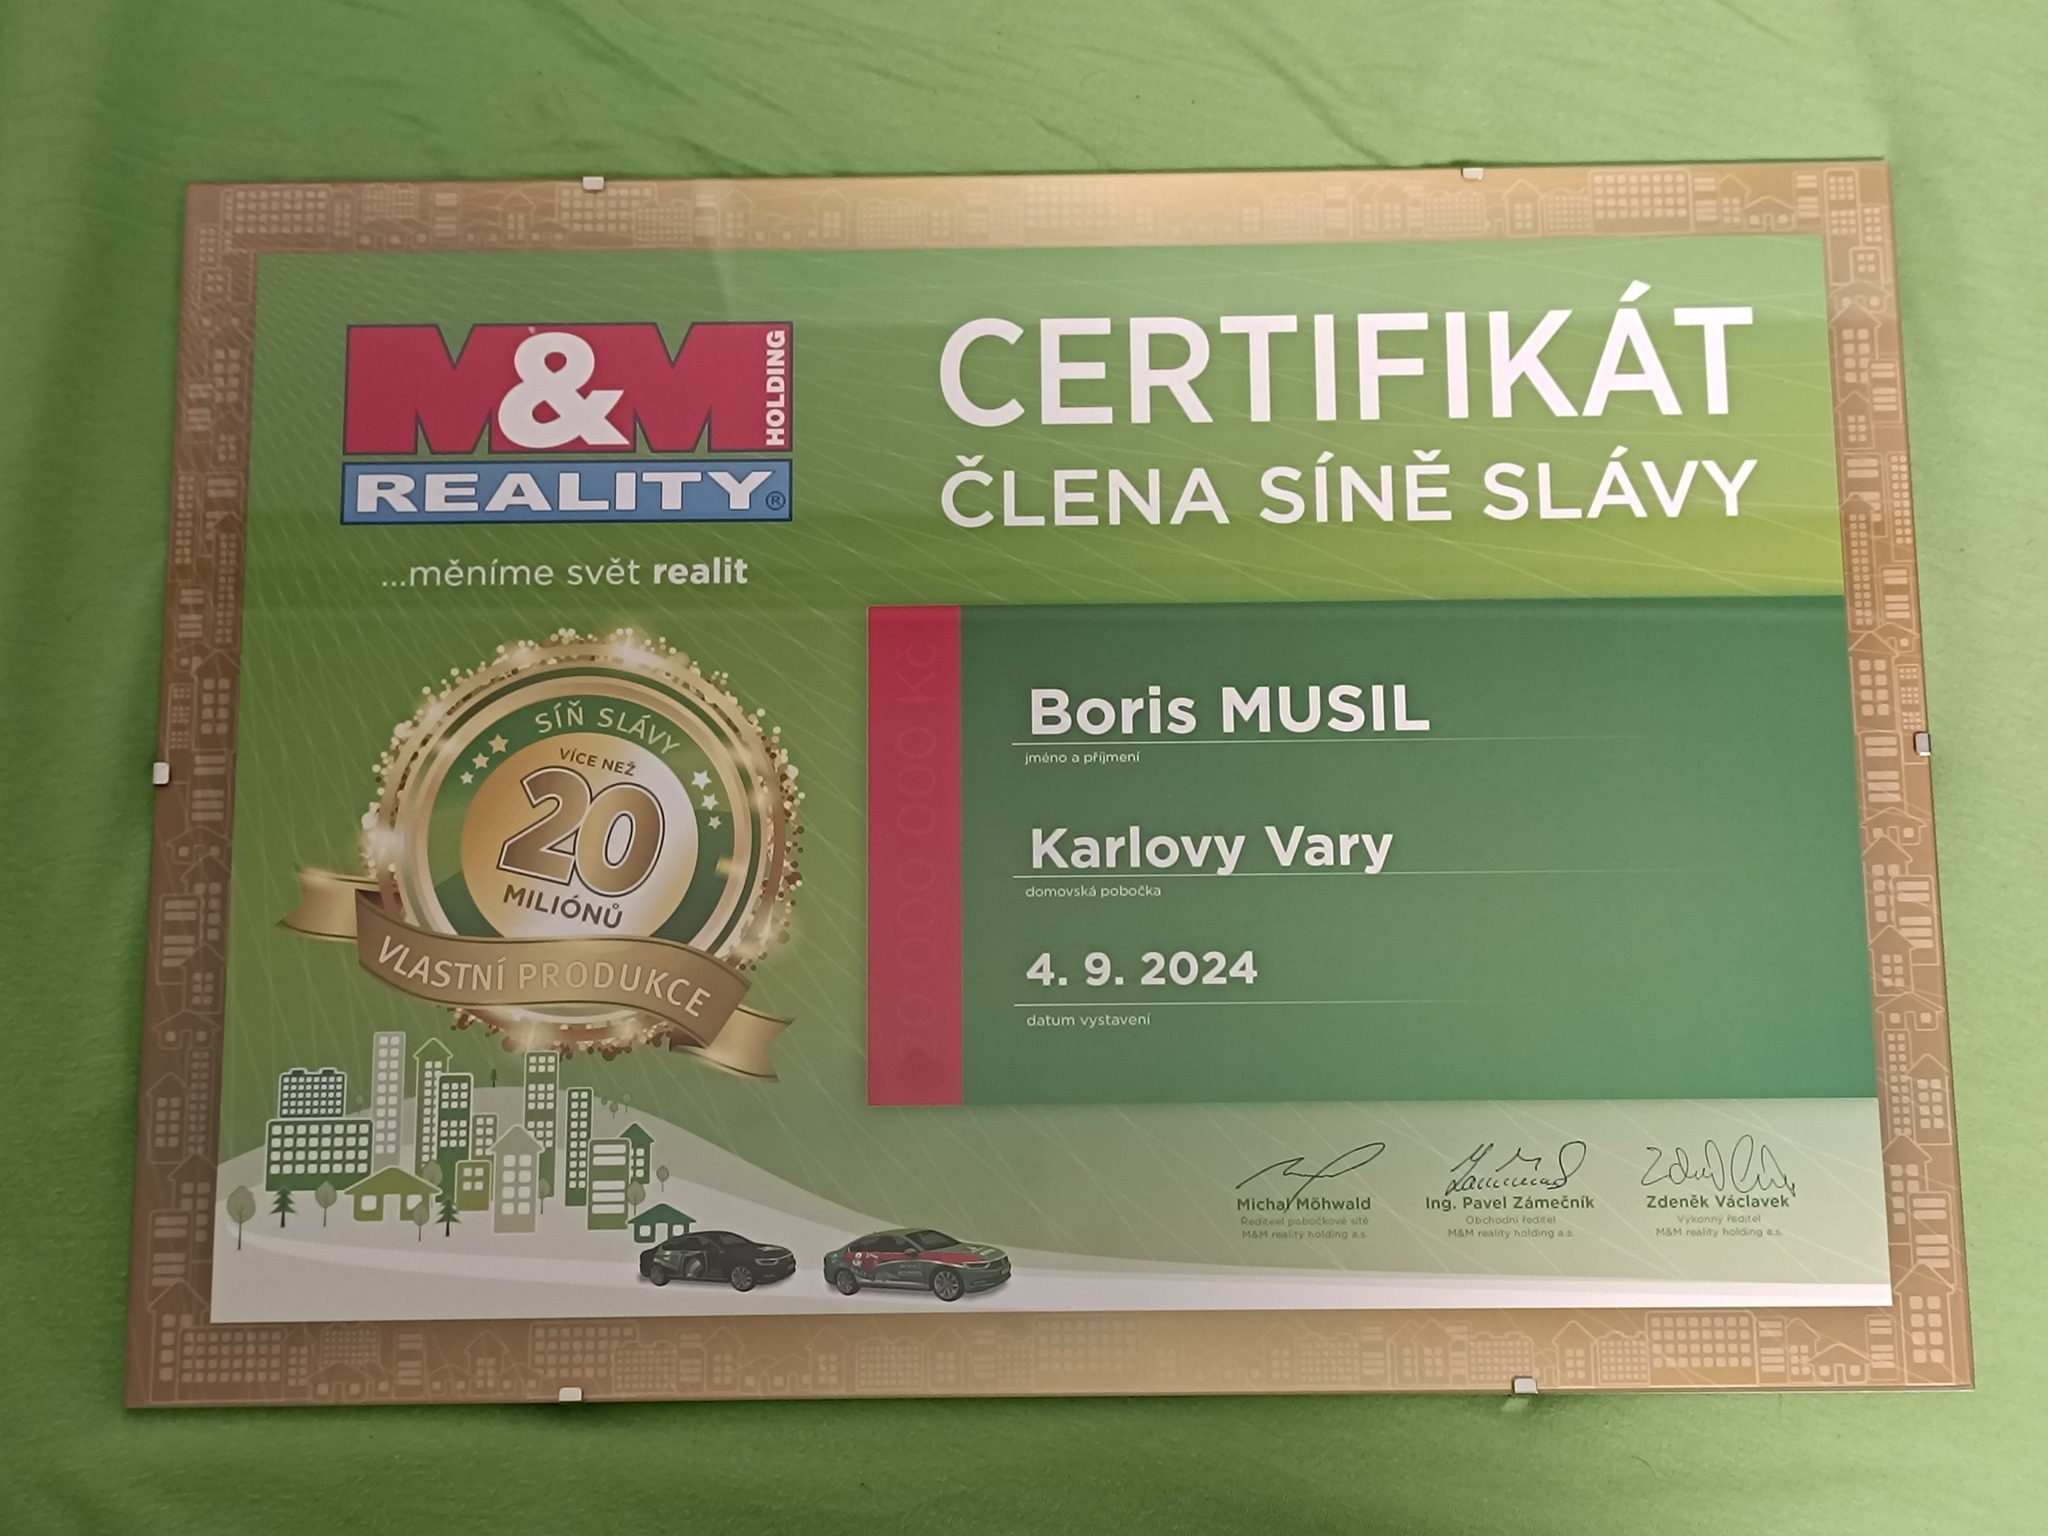 M&M
HOLDING
REALITY®
...měníme svět realit
CERTIFIKÁT
ČLENA SÍNĚ SLÁVY
SÍŇ SLÁVY
VÍCE NEŽ
20
MILIÓNŮ
VLASTNÍ PRODUKCE
20 000 000 Kč
Boris MUSIL
jméno a příjmení
Karlovy Vary
domovská pobočka
4. 9. 2024
datum vystavení
Michal Möhwald
Ředitel pobočkové sítě
M&M reality holding a.s.
Ing. Pavel Zámečník
Obchodní ředitel
M&M reality holding a.s.
Zdeněk Václavek
Výkonný ředitel
M&M reality holding a.s.